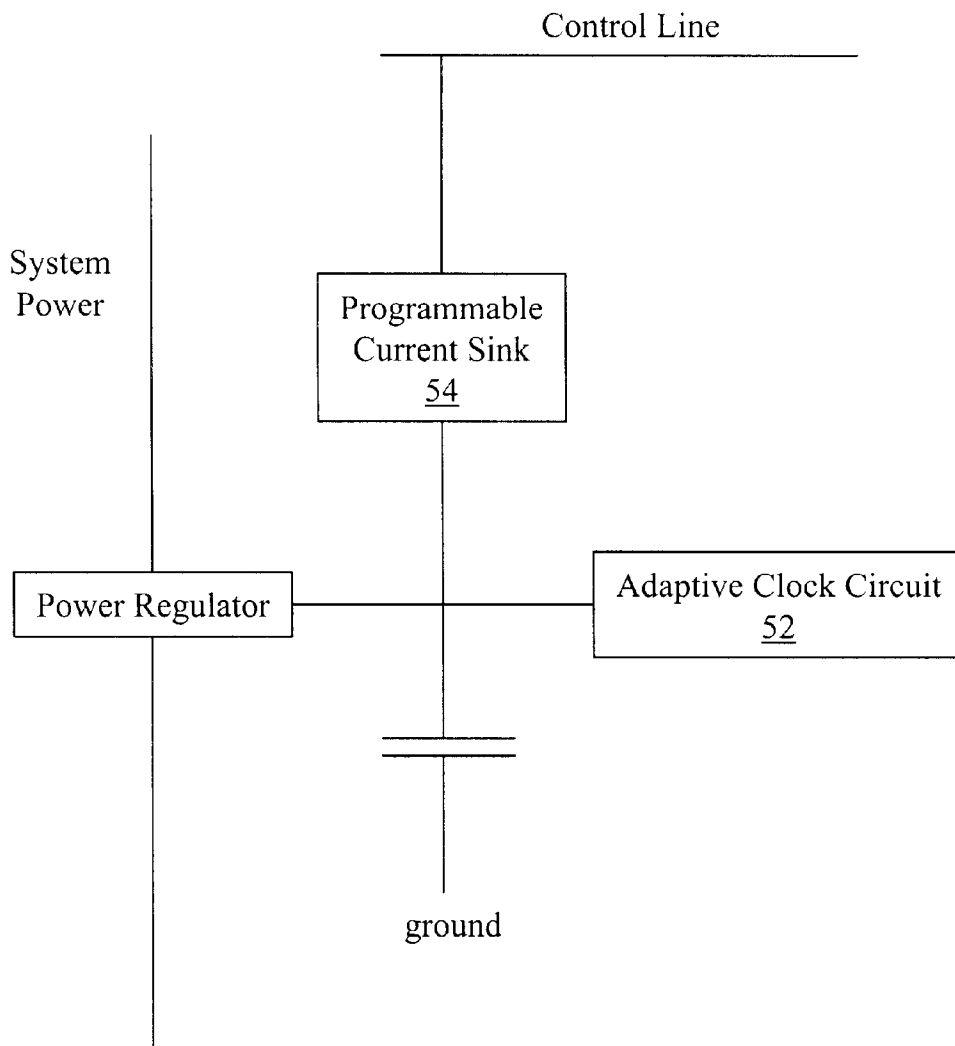 Control Line
System
Power
Programmable
Current Sink
54
Power Regulator
Adaptive Clock Circuit
52
ground